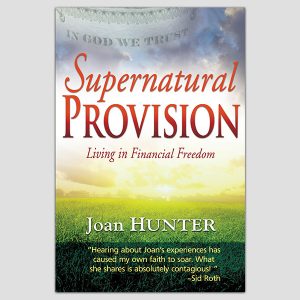 IN GOD WE TRUST
Supernatural
PROVISION
Living in Financial Freedom
Joan HUNTER
"Hearing about Joan's experiences has
caused my own faith to soar. What
she shares is absolutely contagious! "
~Sid Roth